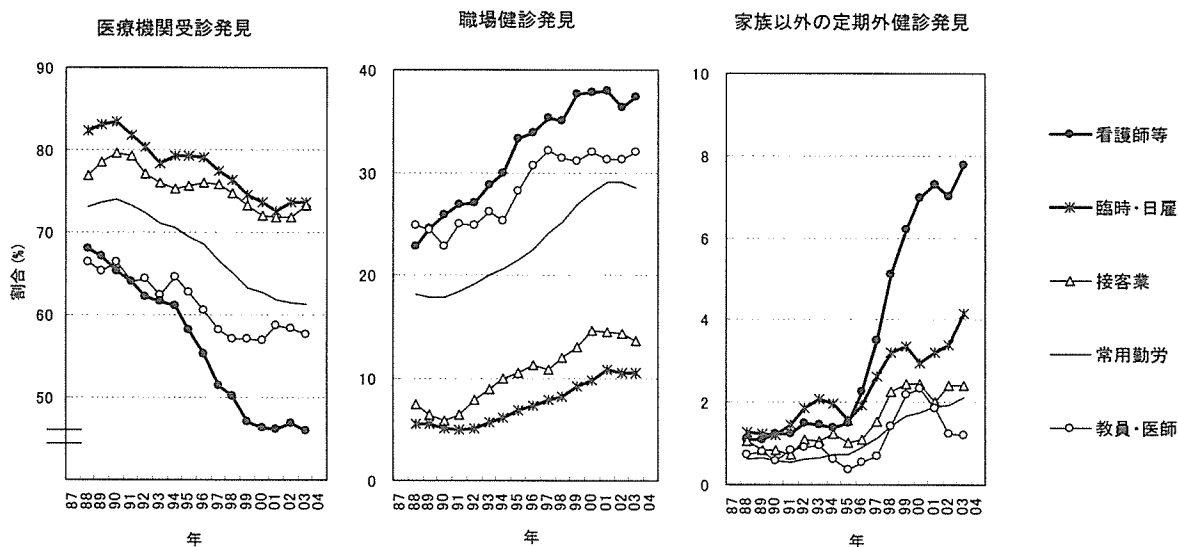 医療機関受診発見
職場健診発見
家族以外の定期外健診発見
90
80
70
60
50
割合(%)
87 88 89 90 91 92 93 94 95 96 97 98 99 00 01 02 03 04
年
40
30
20
10
0
87 88 89 90 91 92 93 94 95 96 97 98 99 00 01 02 03 04
年
10
8
6
4
2
0
87 88 89 90 91 92 93 94 95 96 97 98 99 00 01 02 03 04
年
看護師等
臨時・日雇
接客業
常用勤労
教員・医師